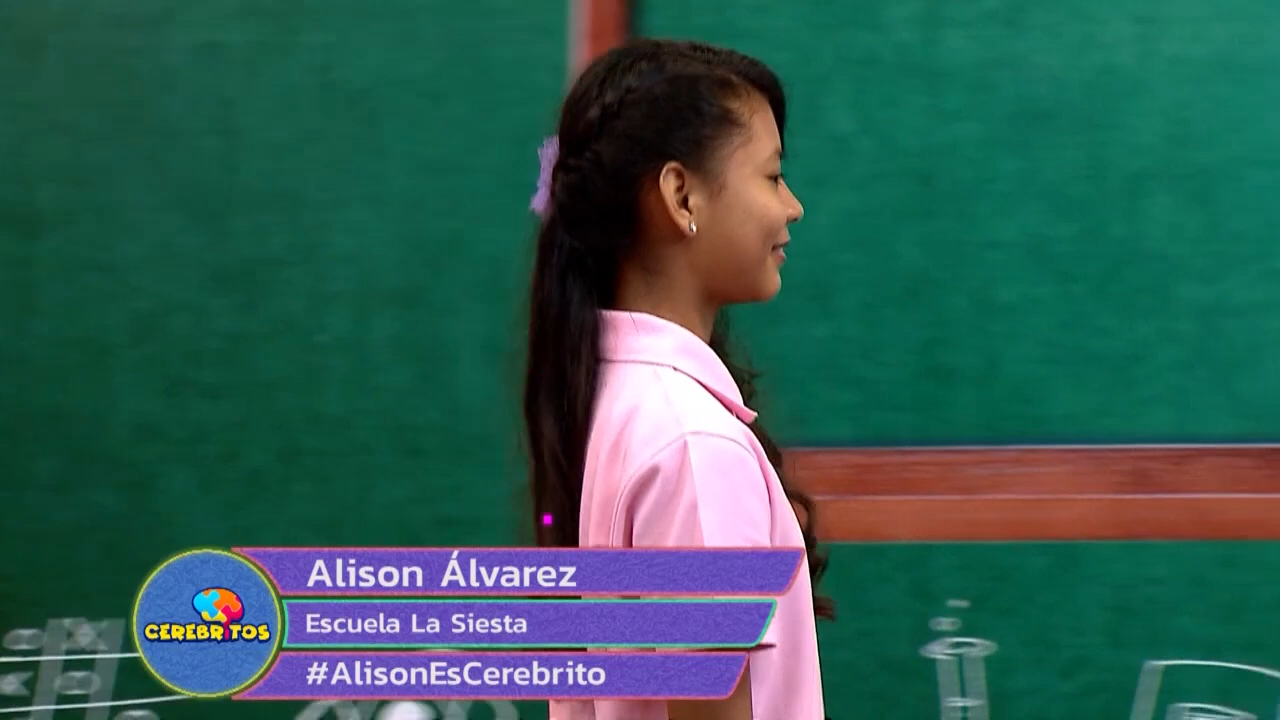 Alison Álvarez
Escuela La Siesta
CEREBRITOS
#AlisonEsCerebrito